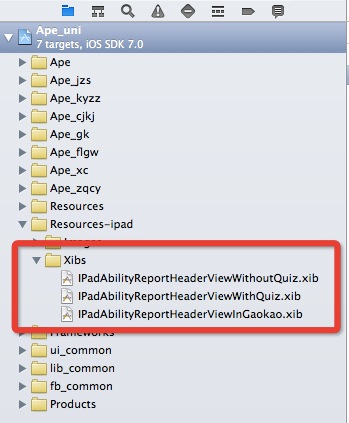 Ape_uni
7 targets, iOS SDK 7.0
Ape
Ape_jzs
Ape_kyzz
Ape_cjkj
Ape_gk
Ape_flgw
Ape_xc
Ape_zqcy
Resources
Resources-ipad
Images
Xibs
IPadAbilityReportHeaderViewWithoutQuiz.xib
IPadAbilityReportHeaderViewWithQuiz.xib
IPadAbilityReportHeaderViewInGaokao.xib
Frameworks
ui_common
lib_common
fb_common
Products